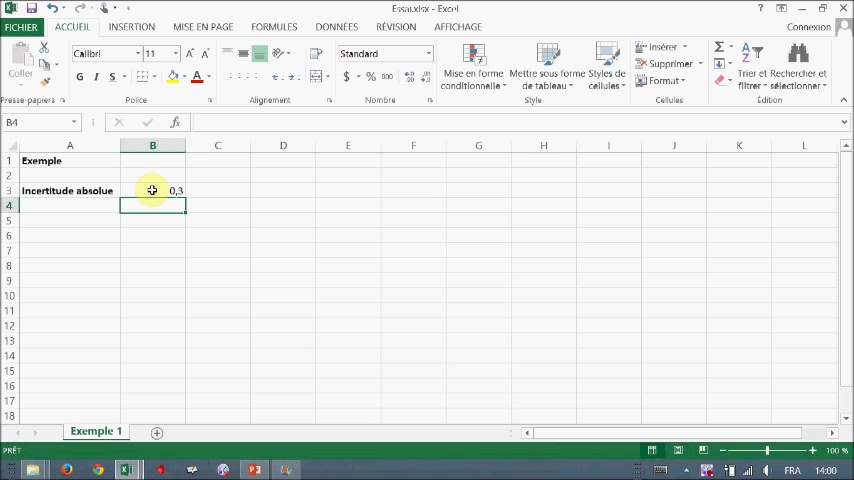 Essai.xlsx - Excel
FICHIER ACCUEIL INSERTION MISE EN PAGE FORMULES DONNÉES RÉVISION AFFICHAGE Connexion
Coller
Calibri 11
G I S
Standard
$ % 000
Mise en forme conditionnelle
Mettre sous forme de tableau
Styles de cellules
Insérer
Supprimer
Format
Trier et filtrer
Rechercher et sélectionner
Presse-papiers Police Alignement Nombre Style Cellules Édition
B4 fx
A B C D E F G H I J K L
1 Exemple
2
3 Incertitude absolue 0,3
4
5
6
7
8
9
10
11
12
13
14
15
16
17
18
Exemple 1
PRÊT 100 %
FRA 14:00